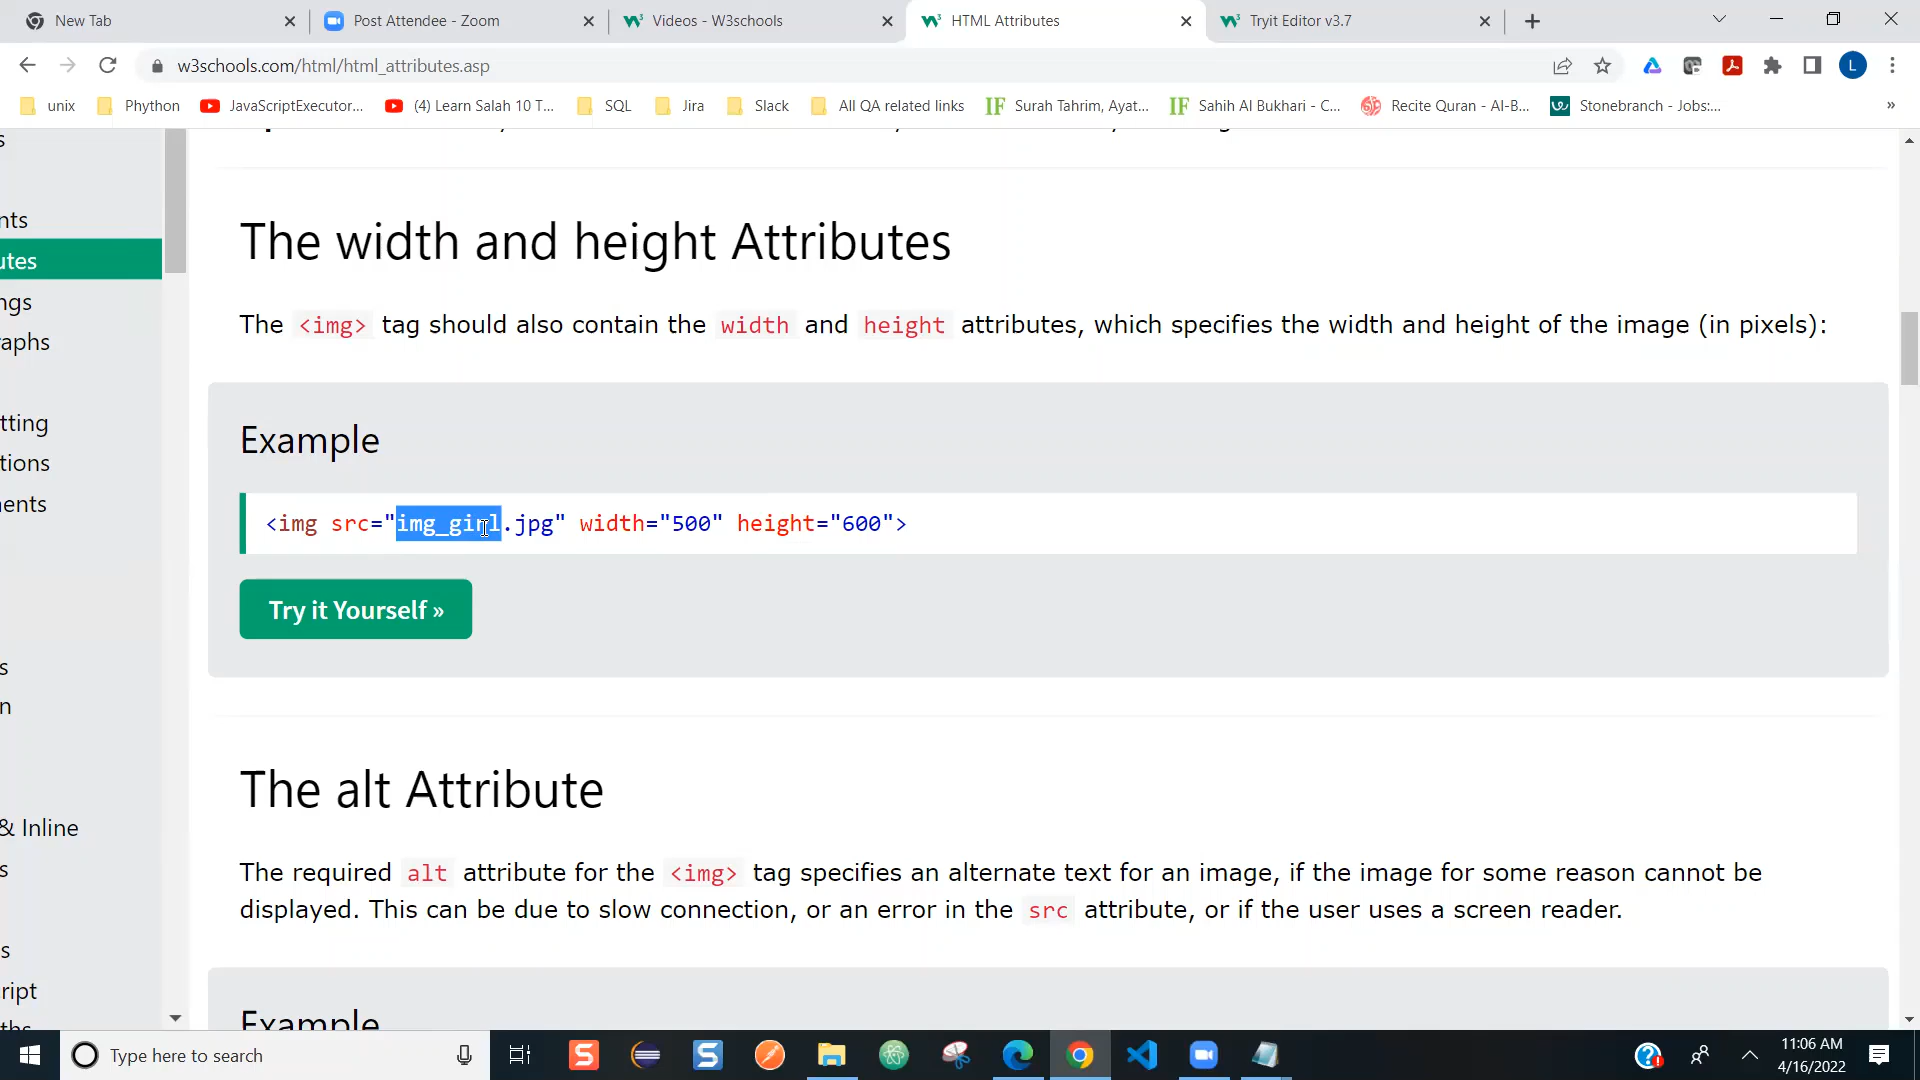 New Tab
Post Attendee - Zoom
Videos - W3schools
HTML Attributes
Tryit Editor v3.7
w3schools.com/html/html_attributes.asp
L
unix
Phython
JavaScriptExecutor...
(4) Learn Salah 10 T...
SQL
Jira
Slack
All QA related links
IF Surah Tahrim, Ayat...
IF Sahih Al Bukhari - C...
Recite Quran - Al-B...
Stonebranch - Jobs:...
»
s
nts
utes
ngs
aphs
tting
tions
ents
s
n
& Inline
s
s
ript
The width and height Attributes
The <img> tag should also contain the width and height attributes, which specifies the width and height of the image (in pixels):
Example
<img src="img_girl.jpg" width="500" height="600">
Try it Yourself »
The alt Attribute
The required alt attribute for the <img> tag specifies an alternate text for an image, if the image for some reason cannot be
displayed. This can be due to slow connection, or an error in the src attribute, or if the user uses a screen reader.
Example
Type here to search
11:06 AM
4/16/2022